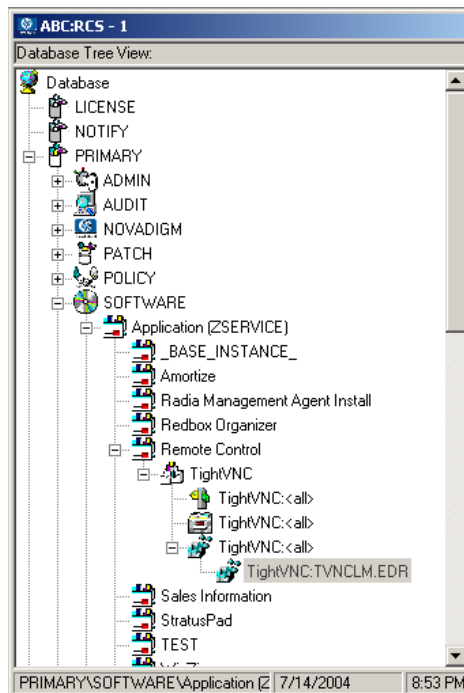 ABC:RCS - 1
Database Tree View:
Database
LICENSE
NOTIFY
PRIMARY
ADMIN
AUDIT
NOVADIGM
PATCH
POLICY
SOFTWARE
Application (ZSERVICE)
_BASE_INSTANCE_
Amortize
Radia Management Agent Install
Redbox Organizer
Remote Control
TightVNC
TightVNC:<all>
TightVNC:<all>
TightVNC:<all>
TightVNC:TVNCLM.EDR
Sales Information
StratusPad
TEST
PRIMARY\SOFTWARE\Application (Z 7/14/2004 8:53 PM